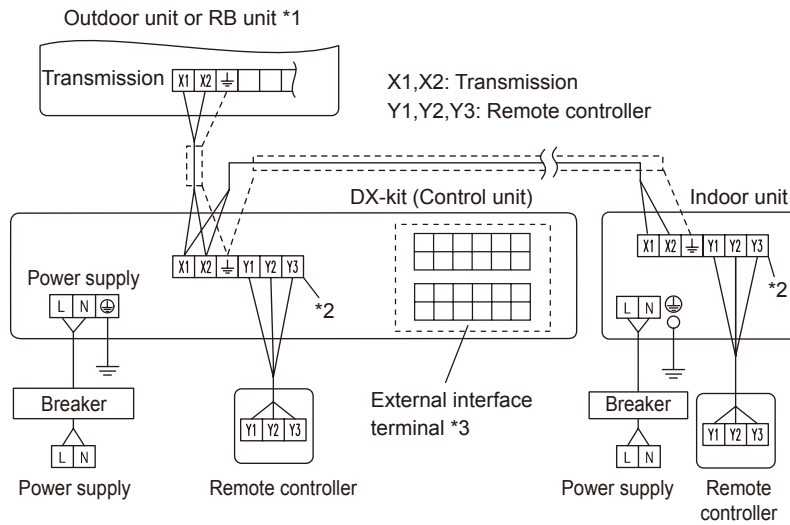 Outdoor unit or RB unit *1
Transmission
X1 X2
X1,X2: Transmission
Y1,Y2,Y3: Remote controller
DX-kit (Control unit)
Indoor unit
X1 X2 Y1 Y2 Y3
X1 X2 Y1 Y2 Y3
Power supply
*2
*2
L N
L N
Breaker
External interface
terminal *3
Breaker
Y1 Y2 Y3
Y1 Y2 Y3
L N
L N
Power supply
Remote controller
Power supply
Remote
controller